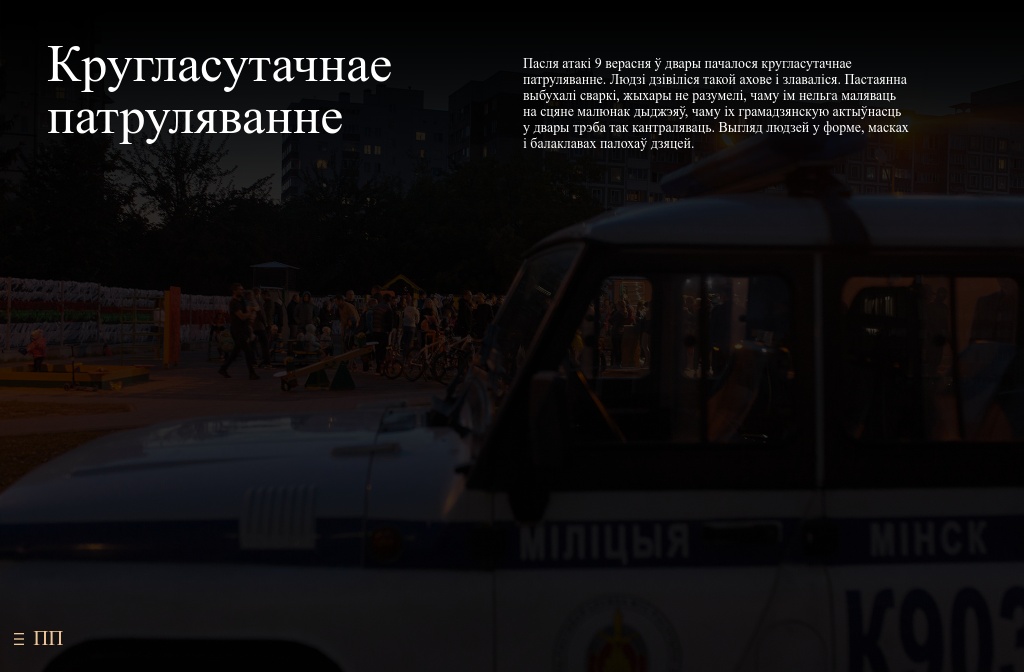 Кругласутачнае
патруляванне
Пасля атакі 9 верасня ў двары пачалося кругласутачнае
патруляванне. Людзі дзівіліся такой ахове і злаваліся. Пастаянна
выбухалі сваркі, жыхары не разумелі, чаму ім нельга маляваць
на сцяне малюнак дыджэяў, чаму іх грамадзянскую актыўнасць
у двары трэба так кантраляваць. Выгляд людзей у форме, масках
і балаклавах палохаў дзяцей.
МІЛІЦЫЯ МІНСК
К903
ПП